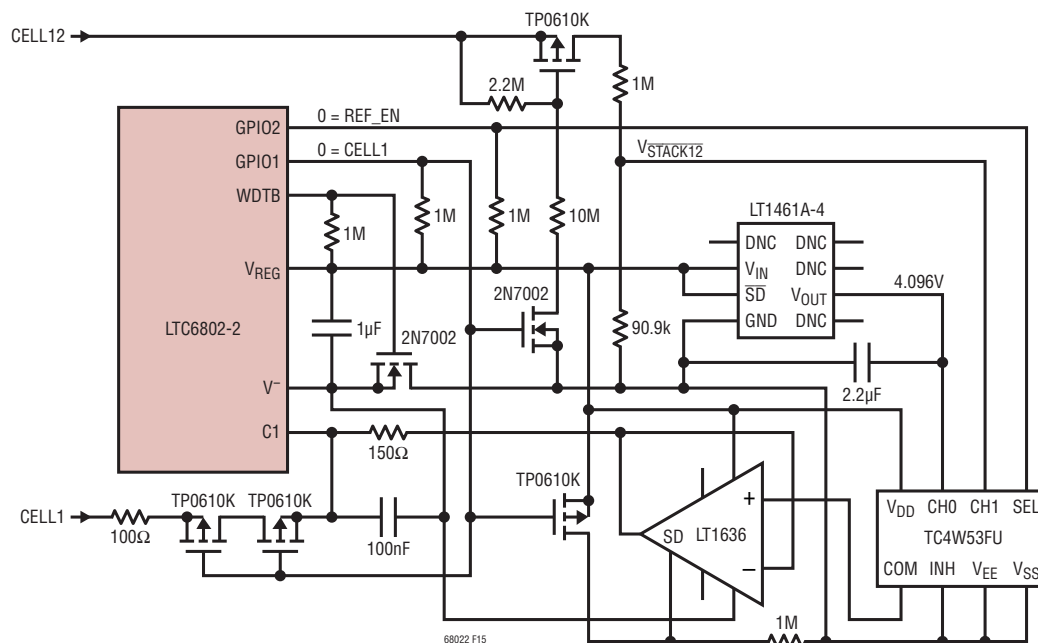 TP0610K
CELL12
2.2M
1M
GPIO2
0 = REF_EN
GPIO1
0 = CELL1
VSTACK12
WDTB
LT1461A-4
1M
1M
1M
10M
DNC
DNC
VREG
VIN
DNC
SD
VOUT
4.096V
GND
DNC
2N7002
LTC6802-2
1µF
2N7002
90.9k
V–
2.2µF
C1
150Ω
TP0610K
TP0610K
TP0610K
CELL1
100Ω
100nF
+
SD
LT1636
–
VDD
CH0
CH1
SEL
TC4W53FU
COM
INH
VEE
VSS
1M
68022 F15